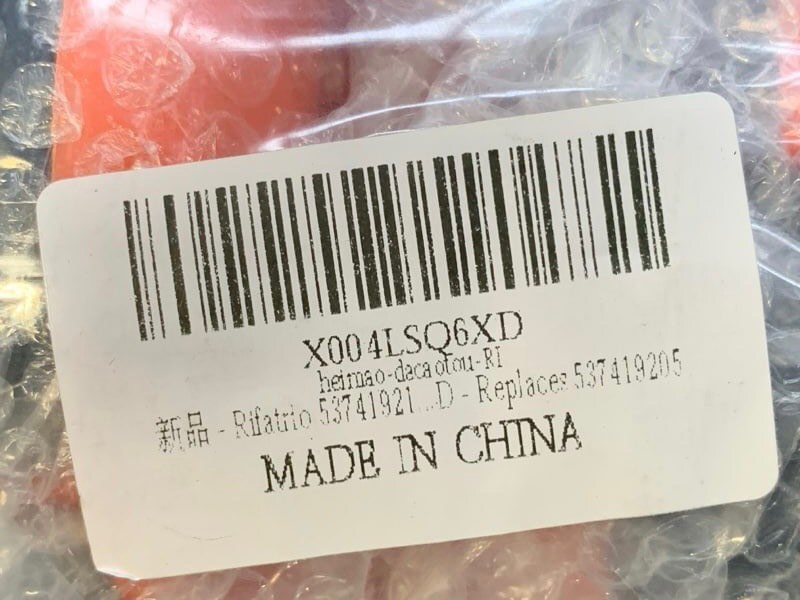 X004LSQ6XD
heimao-dacaotou-RI
新品 - Rifatrio 53741921...D - Replaces 537419205
MADE IN CHINA